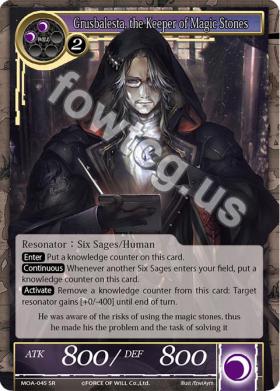 Grusbalesta, the Keeper of Magic Stones
2
fowtcg.us
Resonator : Six Sages/Human
Enter Put a knowledge counter on this card.
Continuous Whenever another Six Sages enters your field, put a
knowledge counter on this card.
Activate Remove a knowledge counter from this card: Target
resonator gains [+0/-400] until end of turn.
He was aware of the risks of using the magic stones, thus
he made his the problem and the task of solving it
ATK 800/ DEF 800
MOA-045 SR ©FORCE OF WILL Co.,Ltd. Illust /EnviAym